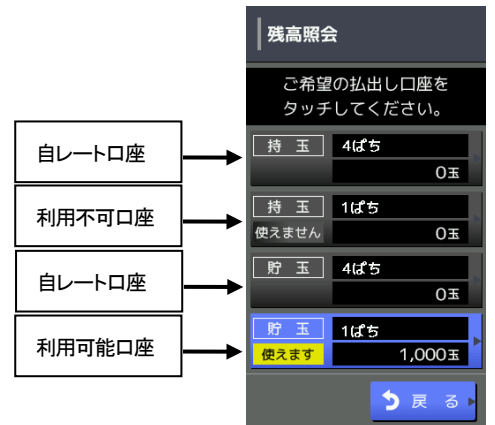 残高照会
ご希望の払出し口座を
タッチしてください。
自レート口座
持 玉 4ぱち
0玉
利用不可口座
持 玉 1ぱち
使えません 0玉
自レート口座
貯 玉 4ぱち
0玉
利用可能口座
貯 玉 1ぱち
使えます 1,000玉
戻 る